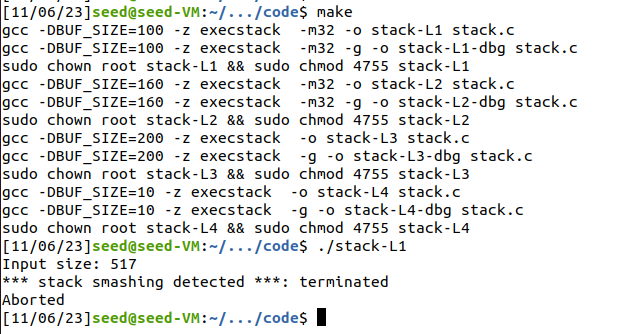 [11/06/23]seed@seed-VM:~/.../code$ make
gcc -DBUF_SIZE=100 -z execstack  -m32 -o stack-L1 stack.c
gcc -DBUF_SIZE=100 -z execstack  -m32 -g -o stack-L1-dbg stack.c
sudo chown root stack-L1 && sudo chmod 4755 stack-L1
gcc -DBUF_SIZE=160 -z execstack  -m32 -o stack-L2 stack.c
gcc -DBUF_SIZE=160 -z execstack  -m32 -g -o stack-L2-dbg stack.c
sudo chown root stack-L2 && sudo chmod 4755 stack-L2
gcc -DBUF_SIZE=200 -z execstack  -o stack-L3 stack.c
gcc -DBUF_SIZE=200 -z execstack  -g -o stack-L3-dbg stack.c
sudo chown root stack-L3 && sudo chmod 4755 stack-L3
gcc -DBUF_SIZE=10 -z execstack  -o stack-L4 stack.c
gcc -DBUF_SIZE=10 -z execstack  -g -o stack-L4-dbg stack.c
sudo chown root stack-L4 && sudo chmod 4755 stack-L4
[11/06/23]seed@seed-VM:~/.../code$ ./stack-L1
Input size: 517
*** stack smashing detected ***: terminated
Aborted
[11/06/23]seed@seed-VM:~/.../code$